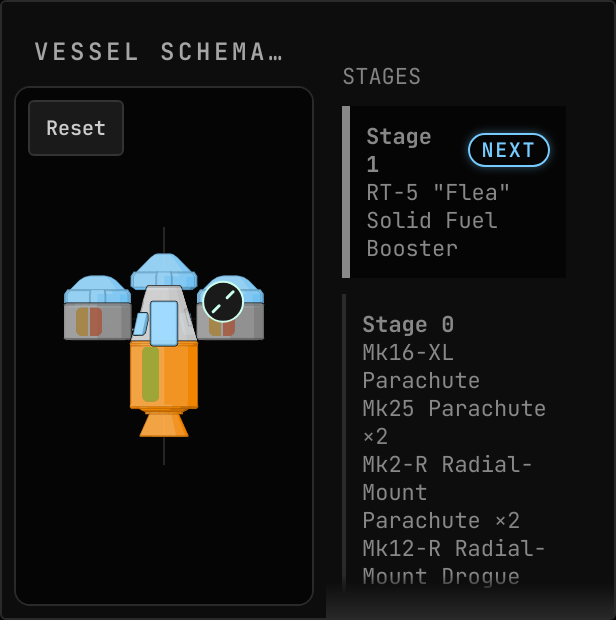 VESSEL SCHEMA…
Reset
STAGES
Stage
1
NEXT
RT-5 "Flea"
Solid Fuel
Booster
Stage 0
Mk16-XL
Parachute
Mk25 Parachute
×2
Mk2-R Radial-
Mount
Parachute ×2
Mk12-R Radial-
Mount Drogue